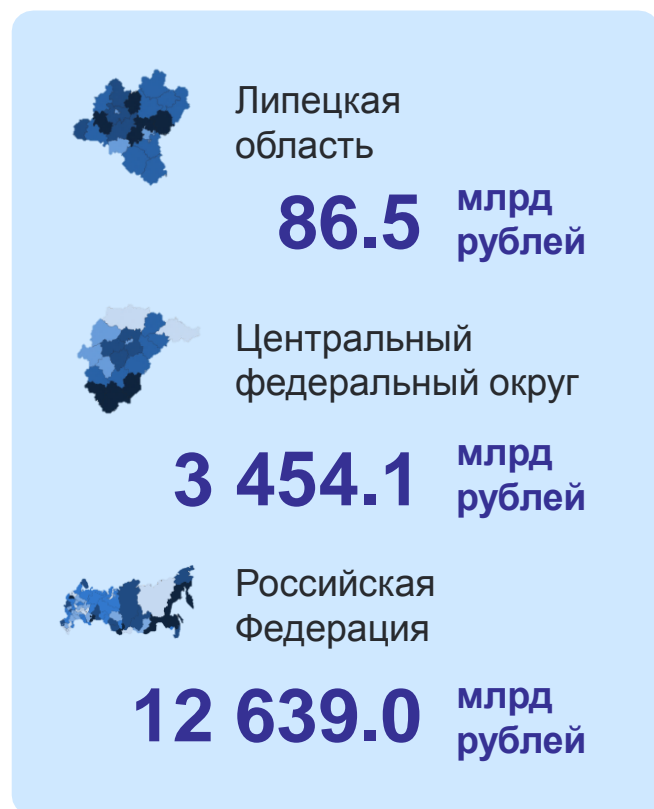 Липецкая
область
86.5 млрд
рублей
Центральный
федеральный округ
3 454.1 млрд
рублей
Российская
Федерация
12 639.0 млрд
рублей